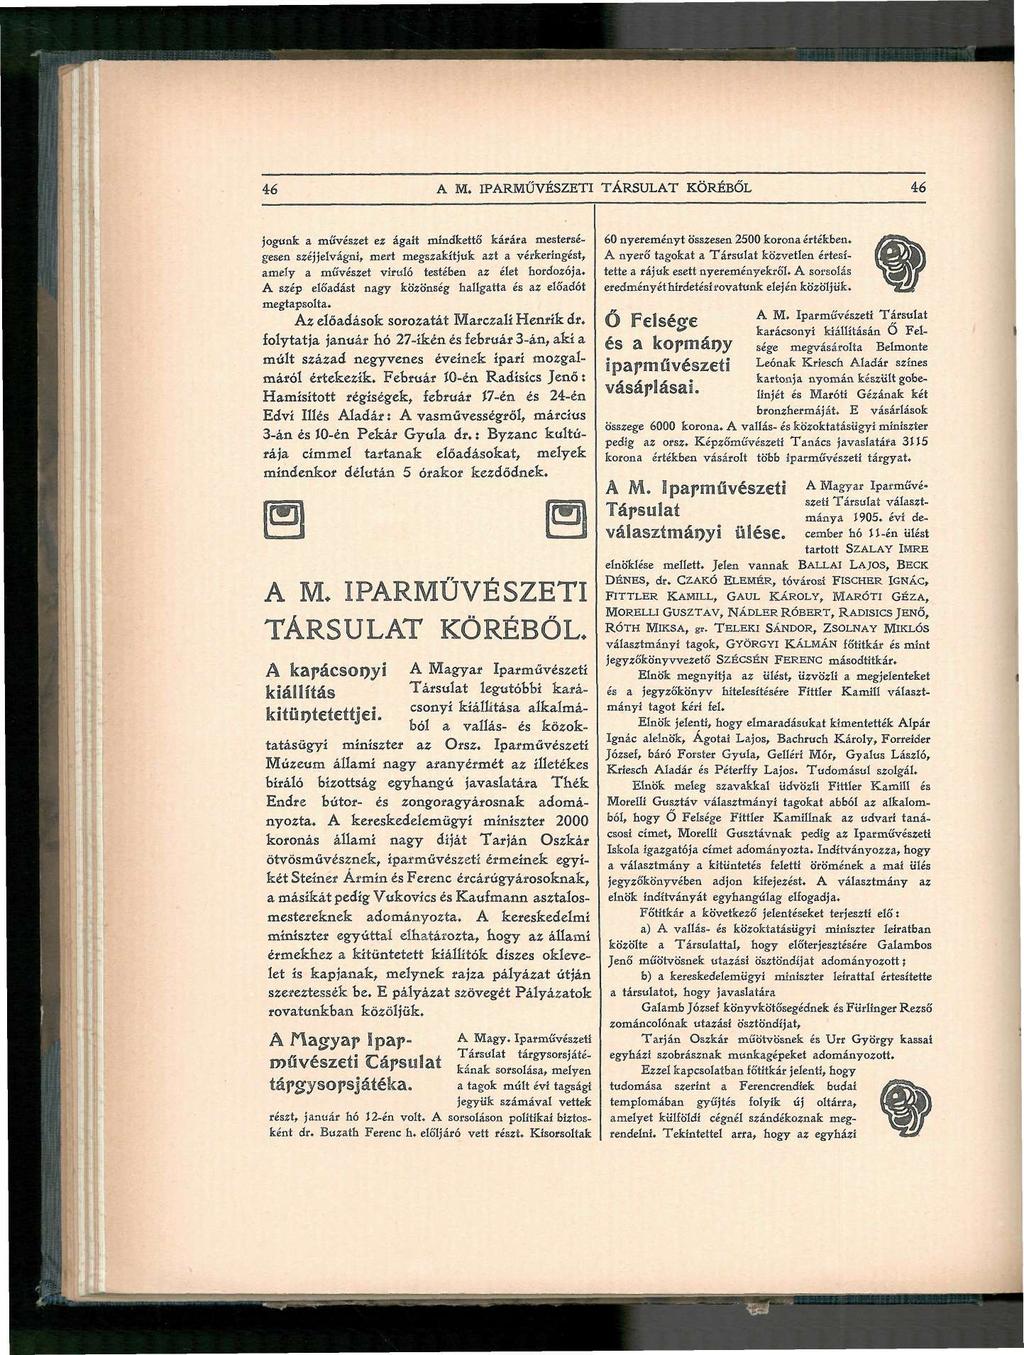 46 A M. IPARMŰVÉSZETI TÁRSULAT KÖRÉBŐL 46
jogunk a művészet ez ágait mindkettő kárára mestersé-
gesen széjjelvágni, mert megszakítjuk azt a vérkeringést,
amely a művészet viruló testében az élet hordozója.
A szép előadást nagy közönség hallgatta és az előadót
megtapsolta.
Az előadások sorozatát Marczali Henrik dr.
folytatja január hó 27-ikén és február 3-án, aki a
múlt század negyvenes éveinek ipari mozgal-
máról értekezik. Február 10-én Radisics Jenő:
Hamisított régiségek, február 17-én és 24-én
Edvi Illés Aladár: A vasművességről, március
3-án és 10-én Pekár Gyula dr.: Byzanc kultú-
rája cimmel tartanak előadásokat, melyek
mindenkor délután 5 órakor kezdődnek.
A M. IPARMŰVÉSZETI
TÁRSULAT KÖRÉBŐL.
A karácsonyi
kiállítás
kitüntetettjei.
A Magyar Iparművészeti
Társulat legutóbbi kará-
csonyi kiállítása alkalmá-
ból a vallás- és közok-
tatásügyi miniszter az Orsz. Iparművészeti
Múzeum állami nagy aranyérmét az illetékes
biráló bizottság egyhangú javaslatára Thék
Endre bútor- és zongoragyárosnak adomá-
nyozta. A kereskedelemügyi miniszter 2000
koronás állami nagy díját Tarján Oszkár
ötvösművésznek, iparművészeti érmeinek egyi-
két Steiner Ármin és Ferenc ércárúgyárosoknak,
a másikát pedig Vukovics és Kaufmann asztalos-
mestereknek adományozta. A kereskedelmi
miniszter egyúttal elhatározta, hogy az állami
érmekhez a kitüntetett kiállítók díszes okleve-
let is kapjanak, melynek rajza pályázat útján
szereztessék be. E pályázat szövegét Pályázatok
rovatunkban közöljük.
A Magyar Ipar-
művészeti Társulat
tárgysorsjátéka.
A Magy. Iparművészeti
Társulat tárgysorsjáté-
kának sorsolása, melyen
a tagok múlt évi tagsági
jegyük számával vettek
részt, január hó 12-én volt. A sorsoláson politikai biztos-
ként dr. Buzath Ferenc h. előljáró vett részt. Kisorsoltak
60 nyereményt összesen 2500 korona értékben.
A nyerő tagokat a Társulat közvetlen értesí-
tette a rájuk esett nyereményekről. A sorsolás
eredményét hirdetési rovatunk elején közöljük.
Ő Felsége
és a kormány
iparművészeti
vásárlásai.
A M. Iparművészeti Társulat
karácsonyi kiállításán Ő Fel-
sége megvásárolta Belmonte
Leónak Kriesch Aladár színes
kartonja nyomán készült gobe-
linjét és Maróti Gézának két
bronzhermáját. E vásárlások
összege 6000 korona. A vallás- és közoktatásügyi miniszter
pedig az orsz. Képzőművészeti Tanács javaslatára 3115
korona értékben vásárolt több iparművészeti tárgyat.
A M. Iparművészeti
Társulat
választmányi ülése.
A Magyar Iparművé-
szeti Társulat választ-
mánya 1905. évi de-
cember hó 11-én ülést
tartott SZALAY IMRE
elnöklése mellett. Jelen vannak BALLAI LAJOS, BECK
DÉNES, dr. CZAKÓ ELEMÉR, tóvárosi FISCHER IGNÁC,
FITTLER KAMILL, GAUL KÁROLY, MARÓTI GÉZA,
MORELLI GUSZTAV, NÁDLER RÓBERT, RADISICS JENŐ,
RÓTH MIKSA, gr. TELEKI SÁNDOR, ZSOLNAY MIKLÓS
választmányi tagok, GYÖRGYI KÁLMÁN főtitkár és mint
jegyzőkönyvvezető SZÉCSÉN FERENC másodtitkár.
Elnök megnyitja az ülést, üzvözli a megjelenteket
és a jegyzőkönyv hitelesítésére Fittler Kamill választ-
mányi tagot kéri fel.
Elnök jelenti, hogy elmaradásukat kimentették Alpár
Ignác alelnök, Ágotai Lajos, Bachruch Károly, Forreider
József, báró Forster Gyula, Gelléri Mór, Gyalus László,
Kriesch Aladár és Péterffy Lajos. Tudomásul szolgál.
Elnök meleg szavakkal üdvözli Fittler Kamill és
Morelli Gusztáv választmányi tagokat abból az alkalom-
ból, hogy Ő Felsége Fittler Kamillnak az udvari taná-
csosi címet, Morelli Gusztávnak pedig az Iparművészeti
Iskola igazgatója címet adományozta. Indítványozza, hogy
a választmány a kitüntetés feletti örömének a mai ülés
jegyzőkönyvében adjon kifejezést. A választmány az
elnök indítványát egyhangúlag elfogadja.
Főtitkár a következő jelentéseket terjeszti elő:
a) A vallás- és közoktatásügyi miniszter leiratban
közölte a Társulattal, hogy előterjesztésére Galambos
Jenő műötvösnek utazási ösztöndíjat adományozott;
b) a kereskedelemügyi miniszter leirattal értesítette
a társulatot, hogy javaslatára
Galamb József könyvkötősegédnek és Fürlinger Rezső
zománcolónak utazási ösztöndíjat,
Tarján Oszkár műötvösnek és Urr György kassai
egyházi szobrásznak munkagépeket adományozott.
Ezzel kapcsolatban főtitkár jelenti, hogy
tudomása szerint a Ferencrendiek budai
templomában gyűjtés folyik új oltárra,
amelyet külföldi cégnél szándékoznak meg-
rendelni. Tekintettel arra, hogy az egyházi